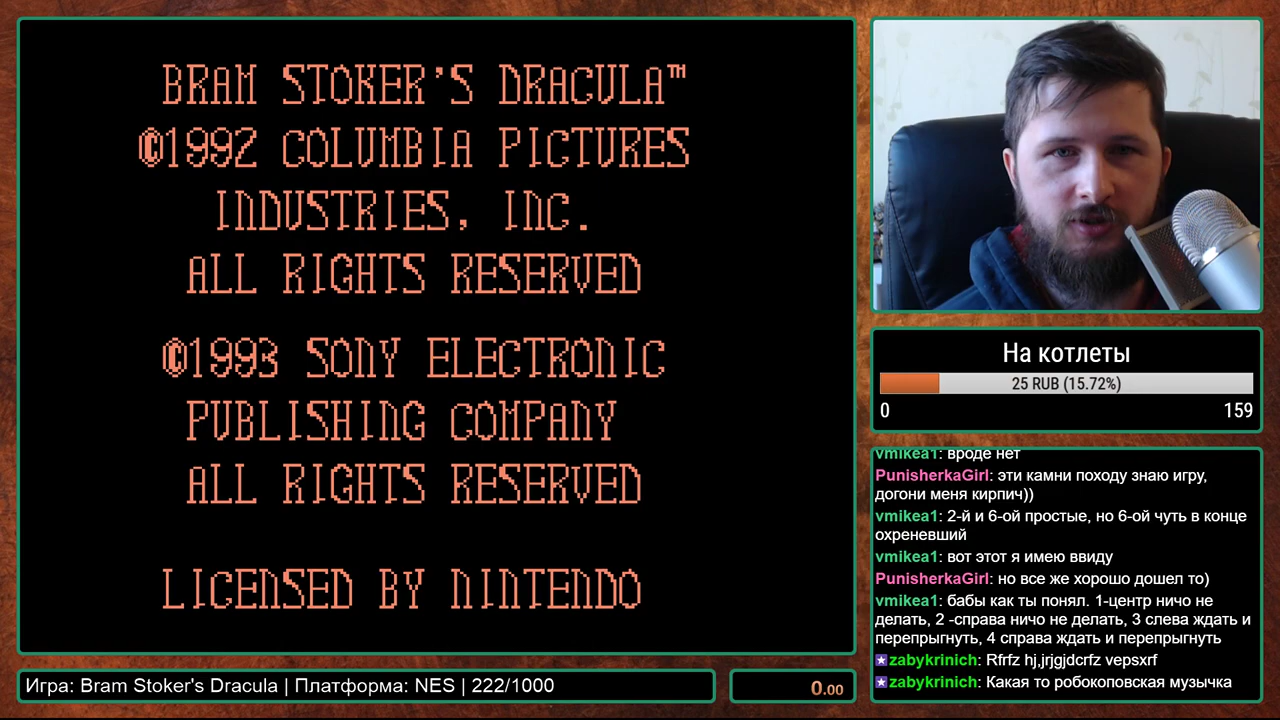 BRAM STOKER'S DRACULA™
©1992 COLUMBIA PICTURES
INDUSTRIES, INC.
ALL RIGHTS RESERVED
©1993 SONY ELECTRONIC
PUBLISHING COMPANY
ALL RIGHTS RESERVED
LICENSED BY NINTENDO
Игра: Bram Stoker's Dracula | Платформа: NES | 222/1000
0.00
На котлеты
25 RUB (15.72%)
0 159
vmikea1: вроде нет
PunisherkaGirl: эти камни походу знаю игру,
догони меня кирпич))
vmikea1: 2-й и 6-ой простые, но 6-ой чуть в конце
охреневший
vmikea1: вот этот я имею ввиду
PunisherkaGirl: но все же хорошо дошел то)
vmikea1: бабы как ты понял. 1-центр ничо не
делать, 2 -справа ничо не делать, 3 слева ждать и
перепрыгнуть, 4 справа ждать и перепрыгнуть
zabykrinich: Rfrfz hj,jrjgjdcrfz vepsxrf
zabykrinich: Какая то робокоповская музычка